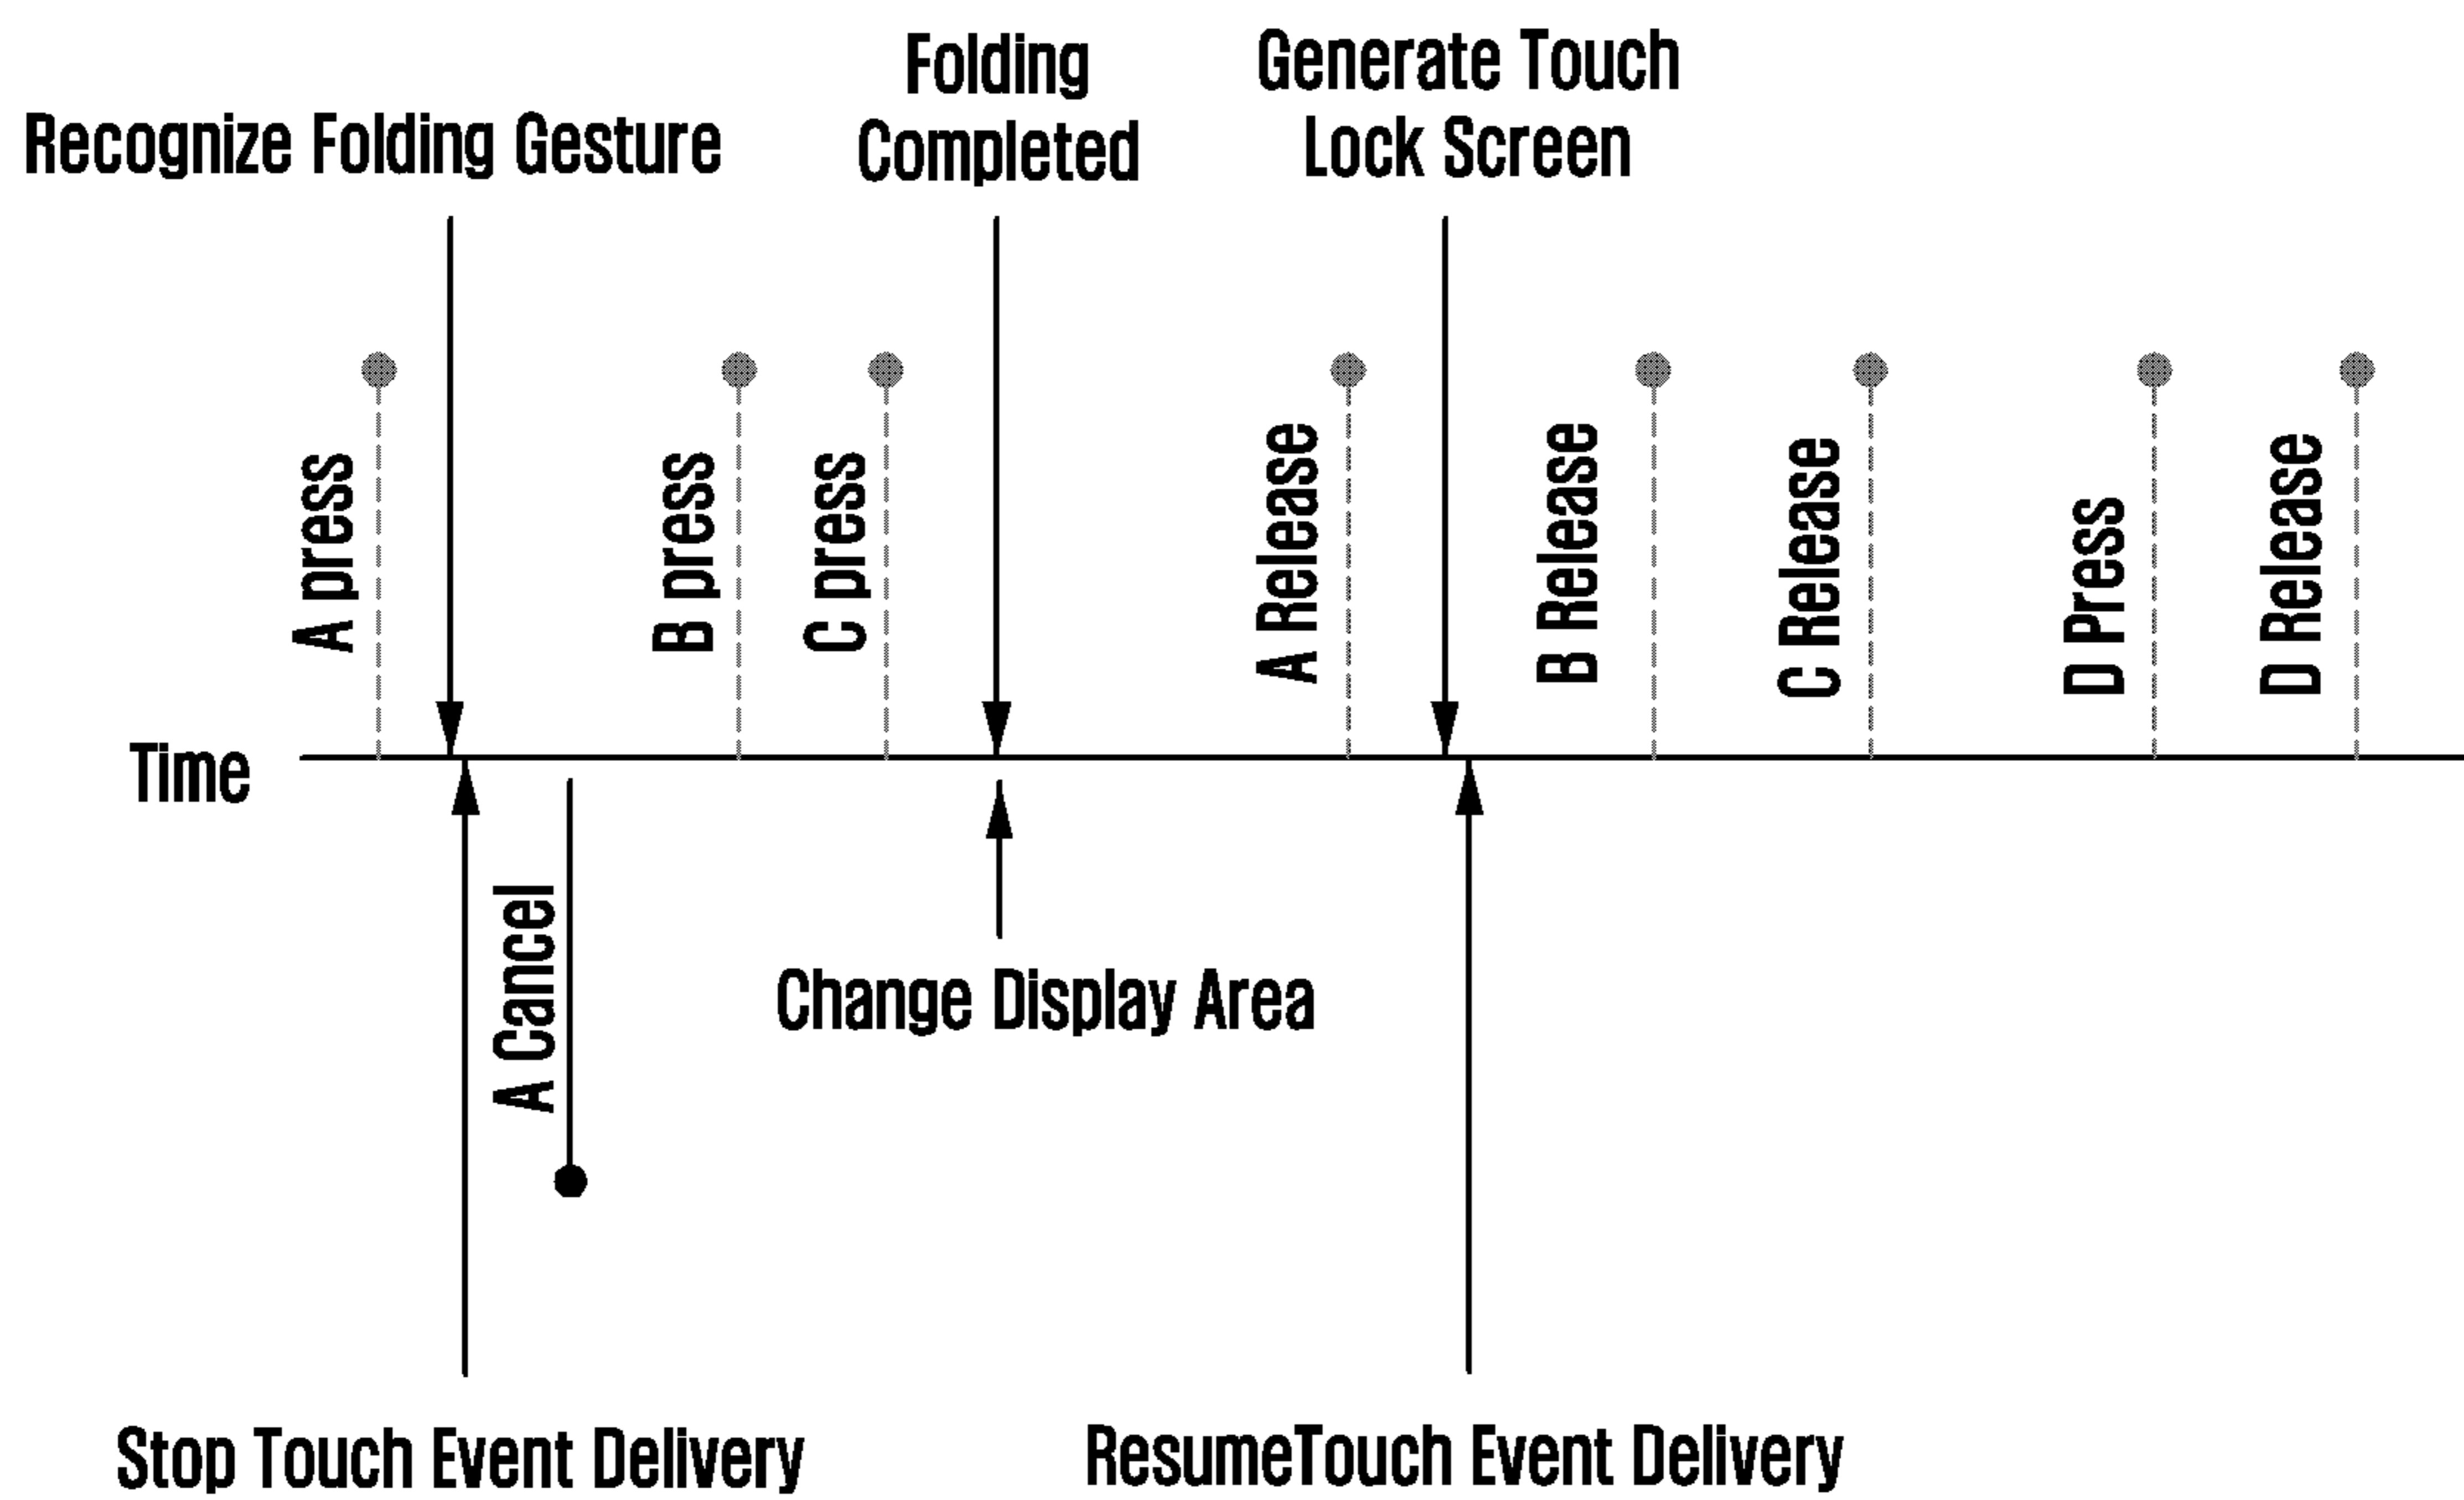 Folding
Completed
Generate Touch
Lock Screen
Recognize Folding Gesture
A press
B press
C press
A Release
B Release
C Release
D Press
D Release
Time
A Cancel
Change Display Area
Stop Touch Event Delivery
ResumeTouch Event Delivery